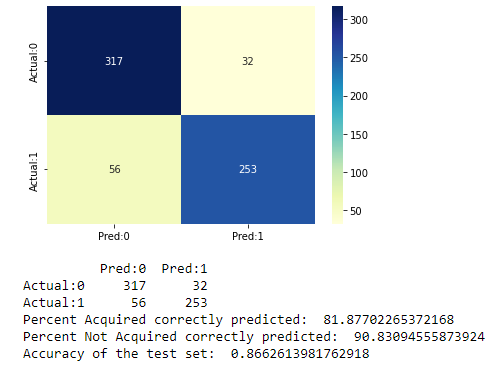 300
Actual:0 317 32
250
200
150
Actual:1 56 253
100
50
Pred:0 Pred:1
Pred:0 Pred:1
Actual:0 317 32
Actual:1 56 253
Percent Acquired correctly predicted: 81.87702265372168
Percent Not Acquired correctly predicted: 90.83094555873924
Accuracy of the test set: 0.8662613981762918